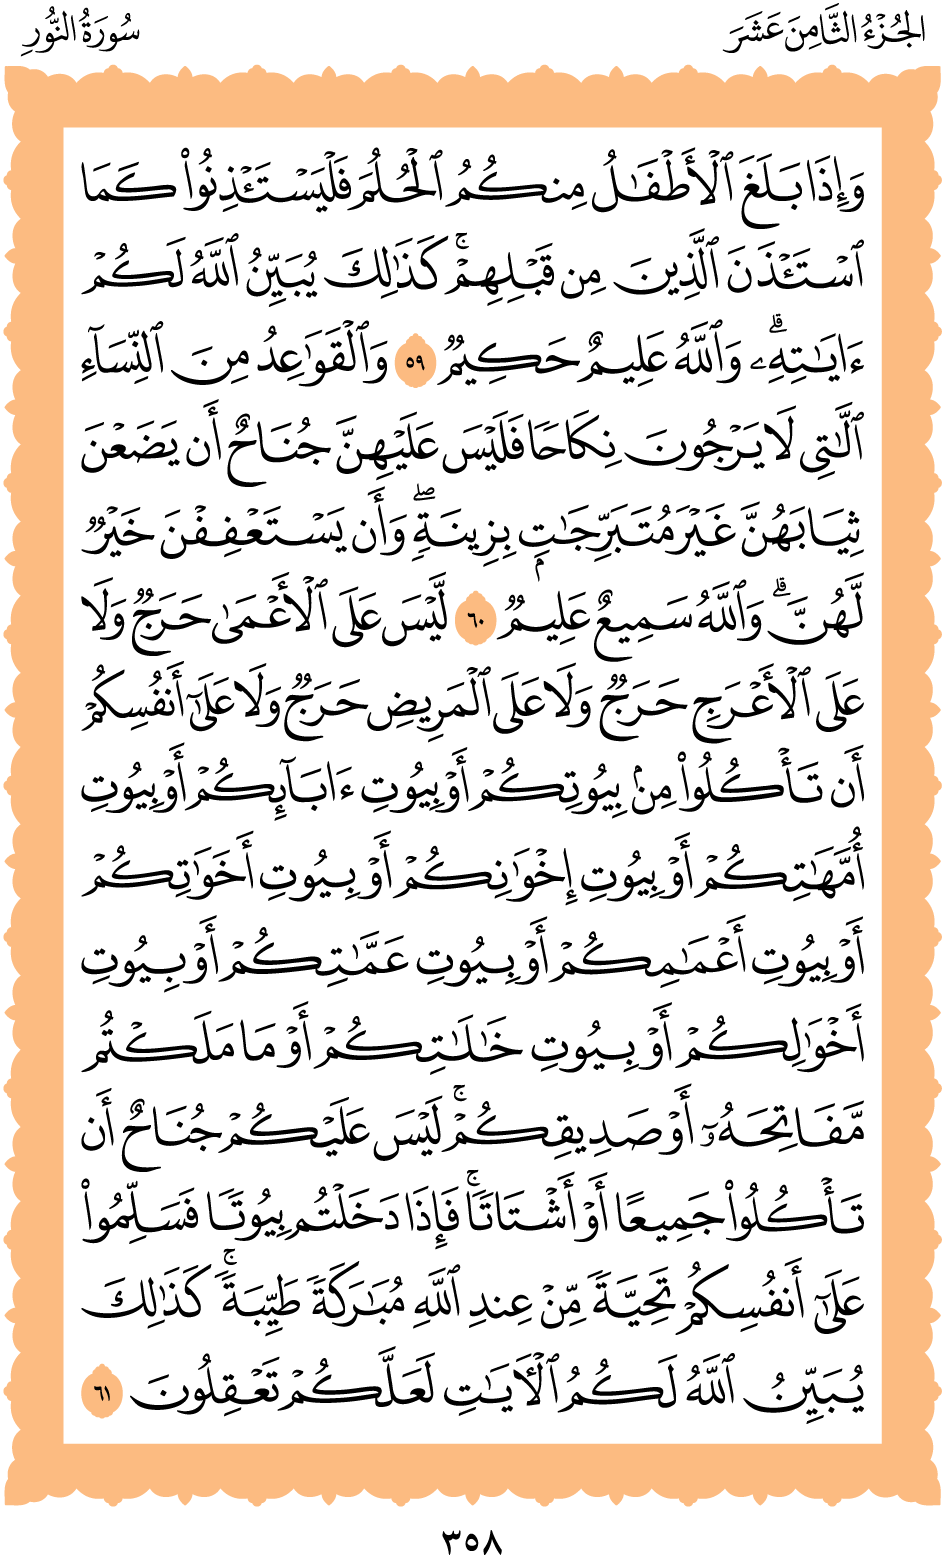 الجُزْءُ الثَّامِنَ عَشَرَ
سُورَةُ النُّورِ
وَإِذَا بَلَغَ ٱلْأَطْفَٰلُ مِنكُمُ ٱلْحُلُمَ فَلْيَسْتَـْٔذِنُوا۟ كَمَا
ٱسْتَـْٔذَنَ ٱلَّذِينَ مِن قَبْلِهِمْ ۚ كَذَٰلِكَ يُبَيِّنُ ٱللَّهُ لَكُمْ
ءَايَٰتِهِۦ ۗ وَٱللَّهُ عَلِيمٌ حَكِيمٌ ٥٩ وَٱلْقَوَٰعِدُ مِنَ ٱلنِّسَآءِ
ٱلَّٰتِى لَا يَرْجُونَ نِكَاحًا فَلَيْسَ عَلَيْهِنَّ جُنَاحٌ أَن يَضَعْنَ
ثِيَابَهُنَّ غَيْرَ مُتَبَرِّجَٰتٍۭ بِزِينَةٍ ۖ وَأَن يَسْتَعْفِفْنَ خَيْرٌ
لَّهُنَّ ۗ وَٱللَّهُ سَمِيعٌ عَلِيمٌ ٦٠ لَّيْسَ عَلَى ٱلْأَعْمَىٰ حَرَجٌ وَلَا
عَلَى ٱلْأَعْرَجِ حَرَجٌ وَلَا عَلَى ٱلْمَرِيضِ حَرَجٌ وَلَا عَلَىٰٓ أَنفُسِكُمْ
أَن تَأْكُلُوا۟ مِنۢ بُيُوتِكُمْ أَوْ بُيُوتِ ءَابَآئِكُمْ أَوْ بُيُوتِ
أُمَّهَٰتِكُمْ أَوْ بُيُوتِ إِخْوَٰنِكُمْ أَوْ بُيُوتِ أَخَوَٰتِكُمْ
أَوْ بُيُوتِ أَعْمَٰمِكُمْ أَوْ بُيُوتِ عَمَّٰتِكُمْ أَوْ بُيُوتِ
أَخْوَٰلِكُمْ أَوْ بُيُوتِ خَٰلَٰتِكُمْ أَوْ مَا مَلَكْتُم
مَّفَاتِحَهُۥٓ أَوْ صَدِيقِكُمْ ۚ لَيْسَ عَلَيْكُمْ جُنَاحٌ أَن
تَأْكُلُوا۟ جَمِيعًا أَوْ أَشْتَاتًا ۚ فَإِذَا دَخَلْتُم بُيُوتًا فَسَلِّمُوا۟
عَلَىٰٓ أَنفُسِكُمْ تَحِيَّةً مِّنْ عِندِ ٱللَّهِ مُبَٰرَكَةً طَيِّبَةً ۚ كَذَٰلِكَ
يُبَيِّنُ ٱللَّهُ لَكُمُ ٱلْـَٔايَٰتِ لَعَلَّكُمْ تَعْقِلُونَ ٦١
٣٥٨